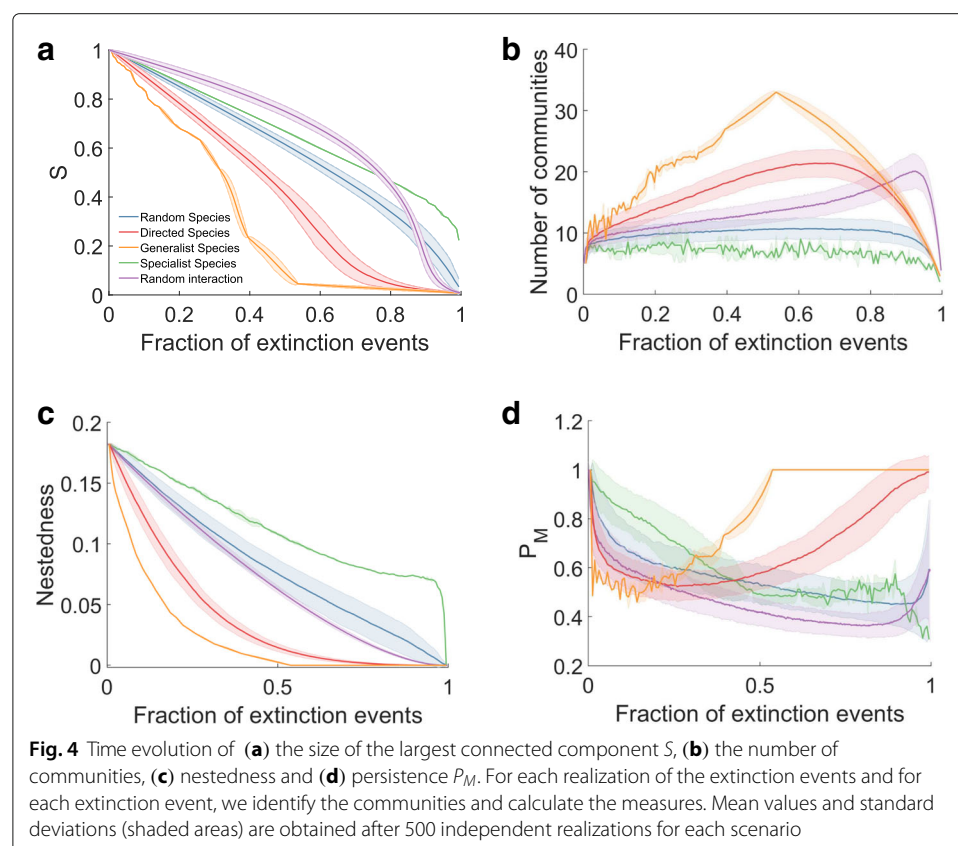 a
1
0.8
0.6
0.4
0.2
0
S
Random Species
Directed Species
Generalist Species
Specialist Species
Random interaction
0 0.2 0.4 0.6 0.8 1
Fraction of extinction events
b
40
30
20
10
0
Number of communities
0 0.2 0.4 0.6 0.8 1
Fraction of extinction events
c
0.2
0.15
0.1
0.05
0
Nestedness
0 0.5 1
Fraction of extinction events
d
1.2
1
0.8
0.6
0.4
0.2
P_M
0 0.5 1
Fraction of extinction events
Fig. 4 Time evolution of (a) the size of the largest connected component S, (b) the number of
communities, (c) nestedness and (d) persistence P_M. For each realization of the extinction events and for
each extinction event, we identify the communities and calculate the measures. Mean values and standard
deviations (shaded areas) are obtained after 500 independent realizations for each scenario